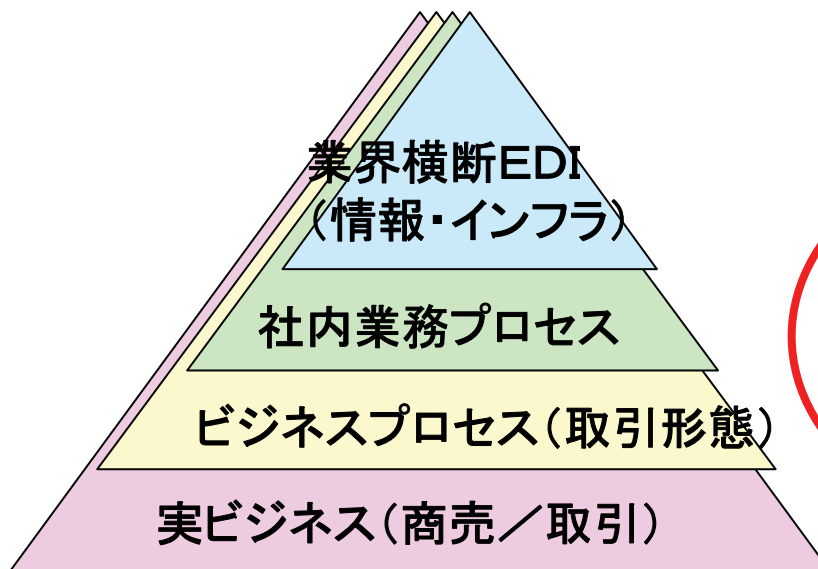 業界横断EDI
（情報・インフラ）
社内業務プロセス
ビジネスプロセス（取引形態）
実ビジネス（商売／取引）